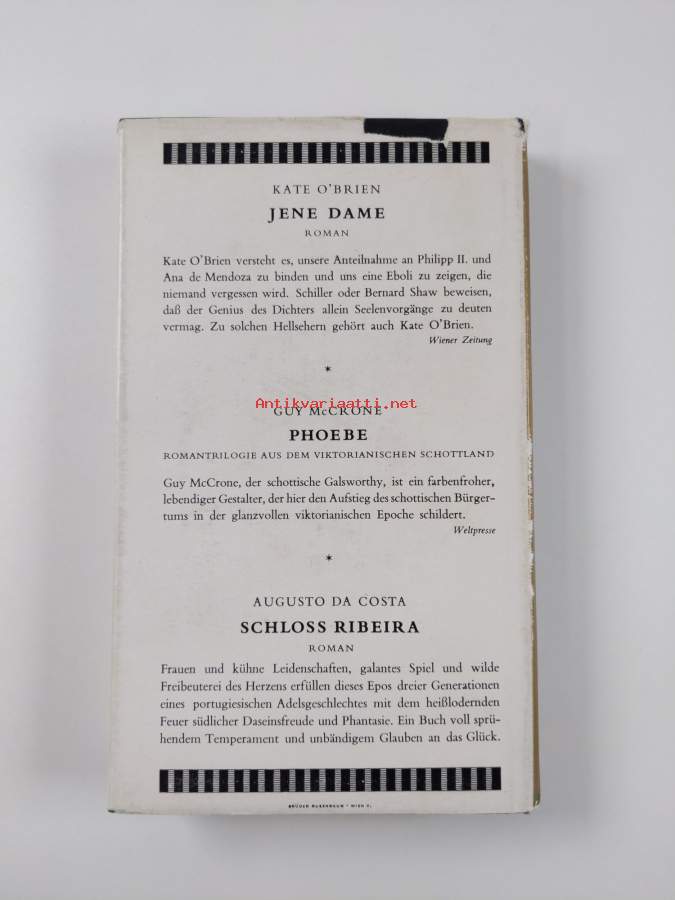 KATE O'BRIEN
JENE DAME
ROMAN
Kate O'Brien versteht es, unsere Anteilnahme an Philipp II. und
Ana de Mendoza zu binden und uns eine Eboli zu zeigen, die
niemand vergessen wird. Schiller oder Bernard Shaw beweisen,
daß der Genius des Dichters allein Seelenvorgänge zu deuten
vermag. Zu solchen Hellsehern gehört auch Kate O'Brien.
Wiener Zeitung
*
Antikvariaatti.net
GUY McCRONE
PHOEBE
ROMANTRILOGIE AUS DEM VIKTORIANISCHEN SCHOTTLAND
Guy McCrone, der schottische Galsworthy, ist ein farbenfroher,
lebendiger Gestalter, der hier den Aufstieg des schottischen Bürger-
tums in der glanzvollen viktorianischen Epoche schildert.
Weltpresse
*
AUGUSTO DA COSTA
SCHLOSS RIBEIRA
ROMAN
Frauen und kühne Leidenschaften, galantes Spiel und wilde
Freibeuterei des Herzens erfüllen dieses Epos dreier Generationen
eines portugiesischen Adelsgeschlechtes mit dem heißlodernden
Feuer südlicher Daseinsfreude und Phantasie. Ein Buch voll sprü-
hendem Temperament und unbändigem Glauben an das Glück.
BRÜDER ROSENBAUM • WIEN V.